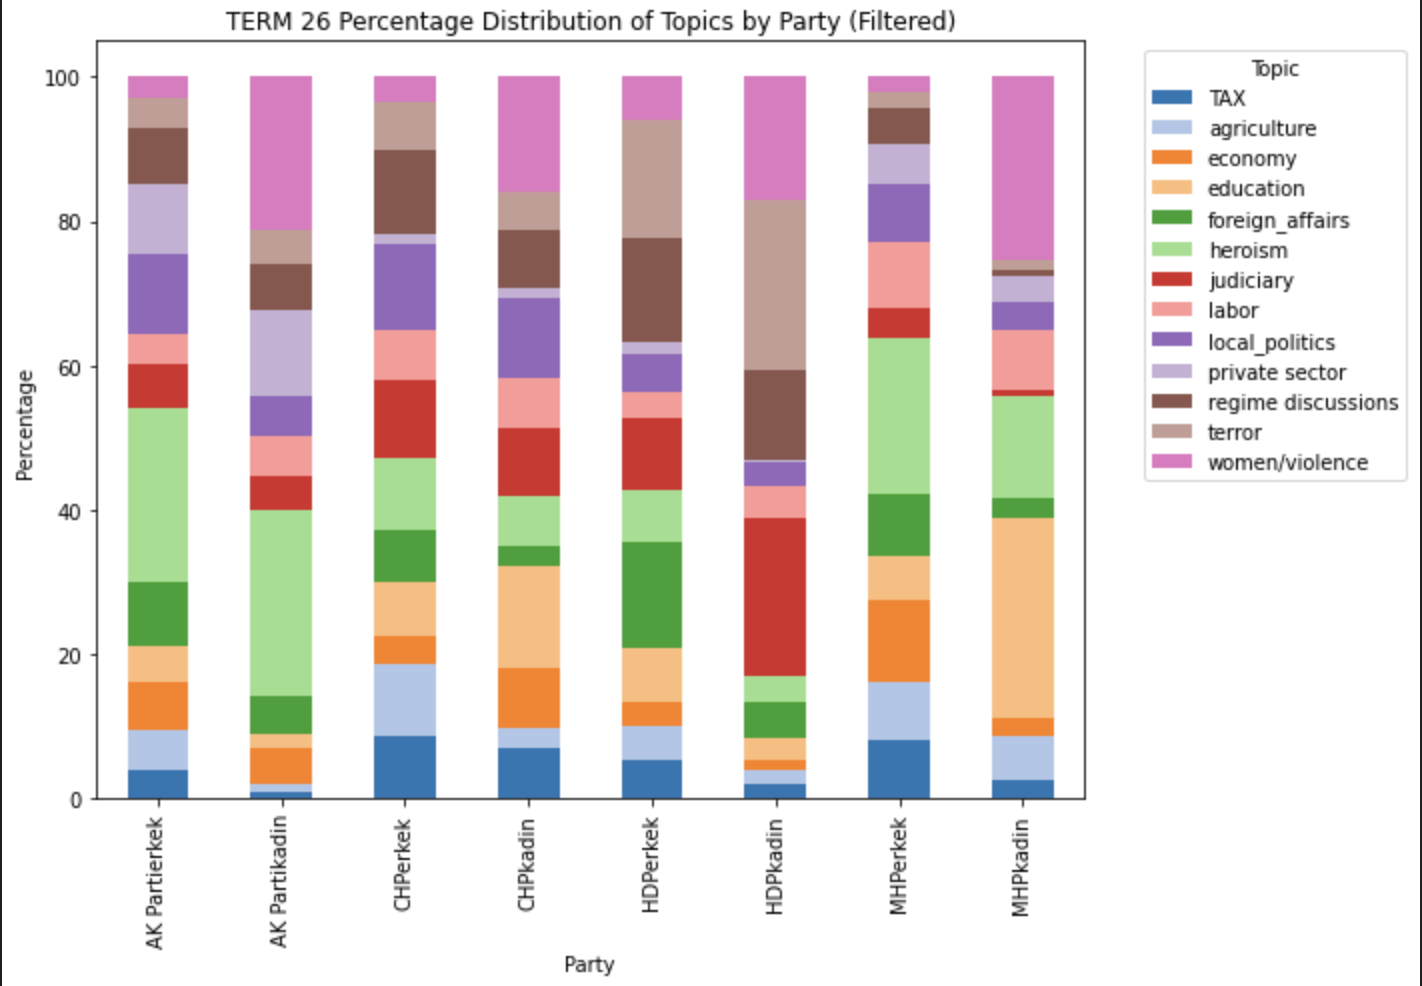 TERM 26 Percentage Distribution of Topics by Party (Filtered)
100
80
60
40
20
0
Percentage
AK Partierkek
AK Partikadin
CHPerkek
CHPkadin
HDPerkek
HDPkadin
MHPerkek
MHPkadin
Party
Topic
TAX
agriculture
economy
education
foreign_affairs
heroism
judiciary
labor
local_politics
private sector
regime discussions
terror
women/violence